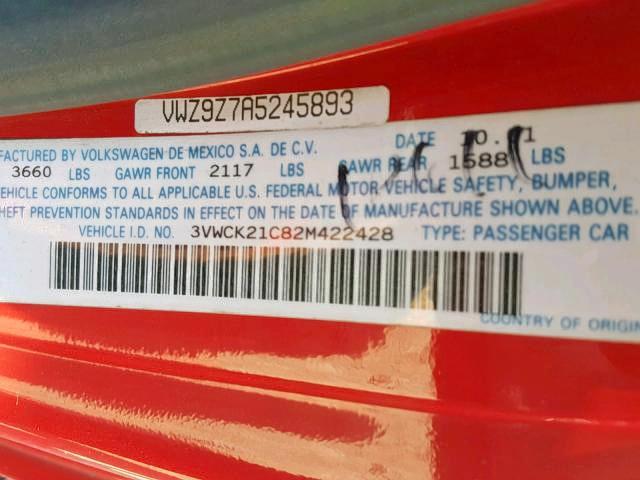 VWZ9Z7A5245893
FACTURED BY VOLKSWAGEN DE MEXICO S.A. DE C.V. DATE
3660 LBS GAWR FRONT 2117 LBS GAWR REAR 1588 LBS
VEHICLE CONFORMS TO ALL APPLICABLE U.S. FEDERAL MOTOR VEHICLE SAFETY, BUMPER,
HEFT PREVENTION STANDARDS IN EFFECT ON THE DATE OF MANUFACTURE SHOWN ABOVE.
VEHICLE I.D. NO. 3VWCK21C82M422428 TYPE: PASSENGER CAR
COUNTRY OF ORIGIN